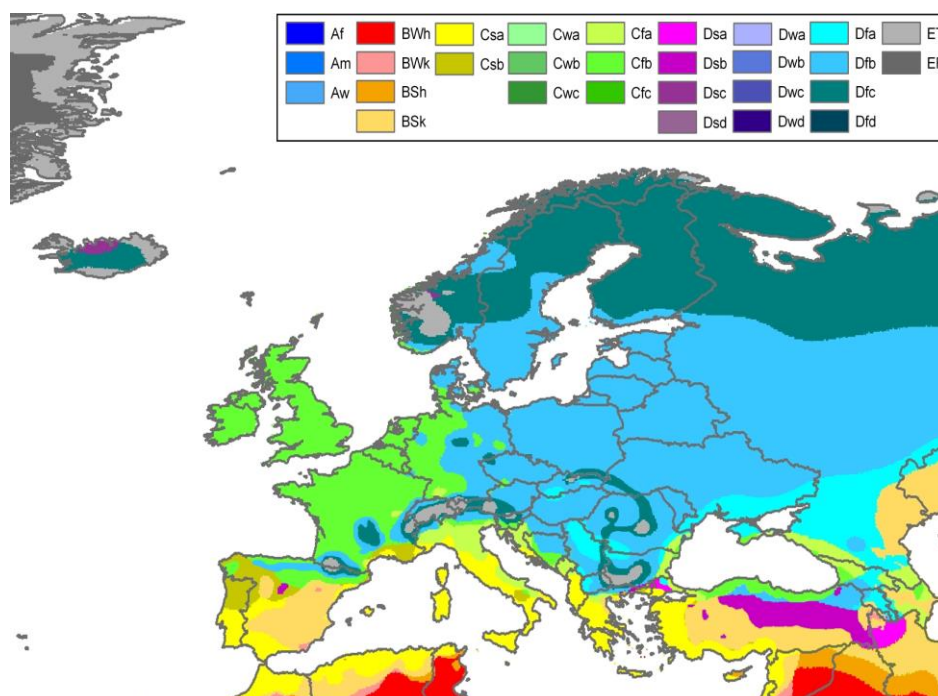 Af BWh Csa Cwa Cfa Dsa Dwa Dfa ET
Am BWk Csb Cwb Cfb Dsb Dwb Dfb
Aw BSh Cwc Cfc Dsc Dwc Dfc
BSk Dsd Dwd Dfd